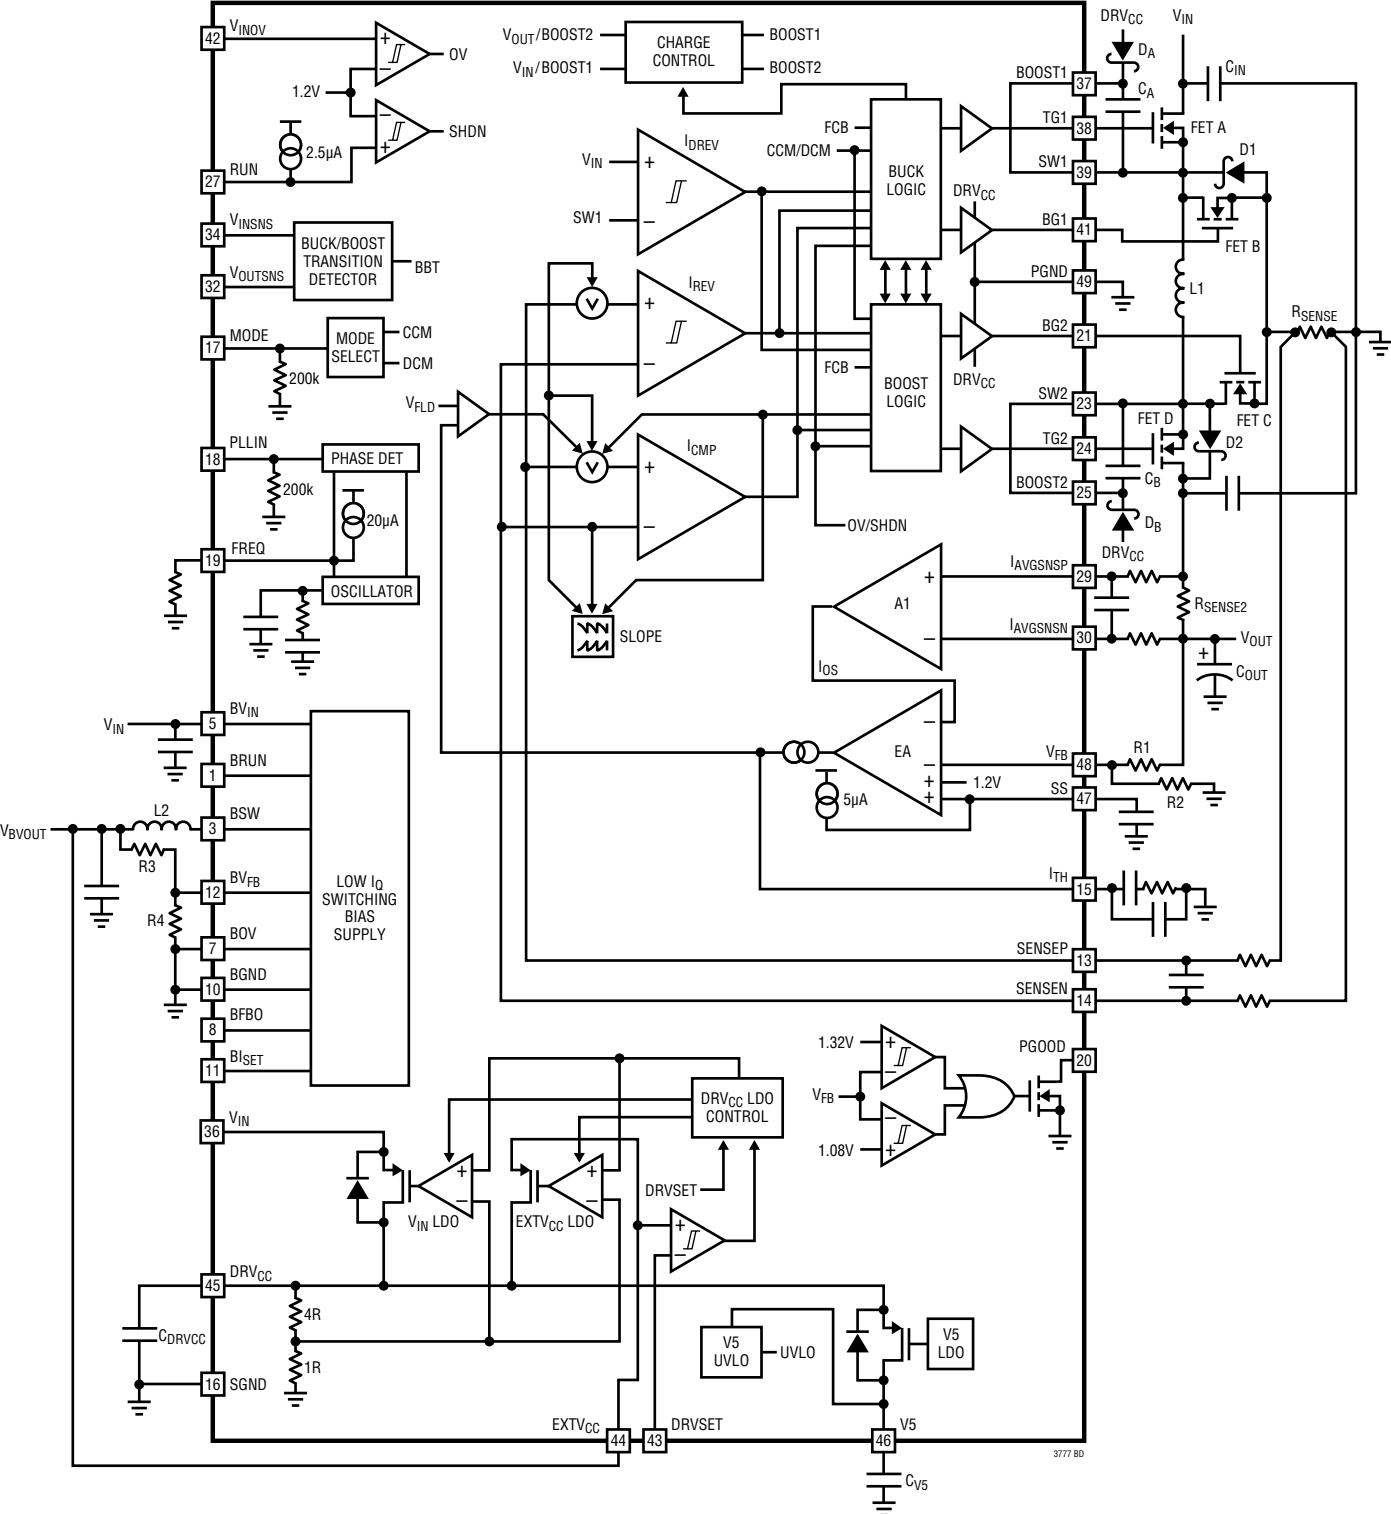 42
VINOV
OV
1.2V
SHDN
2.5µA
27
RUN
34
VINSNS
32
VOUTSNS
BUCK/BOOST
TRANSITION
DETECTOR
BBT
17
MODE
MODE
SELECT
CCM
DCM
200k
18
PLLIN
PHASE DET
200k
20µA
19
FREQ
OSCILLATOR
VIN
5
BVIN
1
BRUN
VBVOUT
L2
3
BSW
R3
12
BVFB
R4
7
BOV
10
BGND
8
BFBO
11
BISET
LOW IQ
SWITCHING
BIAS
SUPPLY
36
VIN
VIN LDO
EXTVCC LDO
DRVCC LDO
CONTROL
DRVSET
45
DRVCC
4R
1R
CDRVCC
16
SGND
EXTVCC
44
43
DRVSET
V5
UVLO
UVLO
V5
LDO
46
V5
CV5
3777 BD
VOUT/BOOST2
VIN/BOOST1
CHARGE
CONTROL
BOOST1
BOOST2
VIN
SW1
IDREV
IREV
ICMP
V
V
VFLD
SLOPE
FCB
CCM/DCM
BUCK
LOGIC
FCB
BOOST
LOGIC
OV/SHDN
DRVCC
DRVCC
BOOST1
37
TG1
38
SW1
39
BG1
41
PGND
49
BG2
21
SW2
23
TG2
24
BOOST2
25
IAVGSNSP
29
IAVGSNSN
30
A1
IOS
EA
1.2V
5µA
VFB
48
SS
47
ITH
15
SENSEP
13
SENSEN
14
1.32V
VFB
1.08V
PGOOD
20
DRVCC
VIN
DA
CA
CIN
FET A
D1
FET B
L1
RSENSE
FET C
FET D
D2
CB
DB
DRVCC
RSENSE2
VOUT
COUT
R1
R2